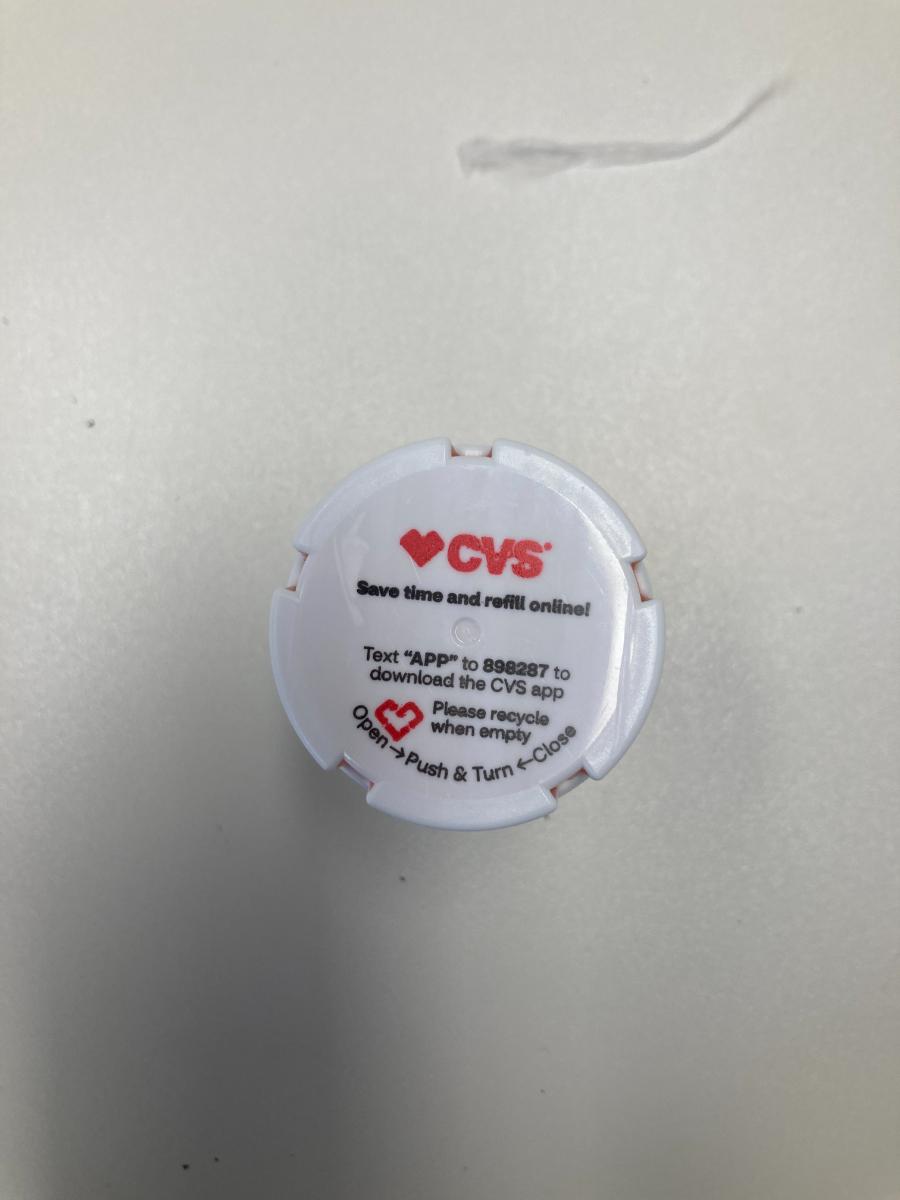 CVS
Save time and refill online!
Text “APP” to 898287 to
download the CVS app
Please recycle
when empty
Open → Push & Turn ← Close